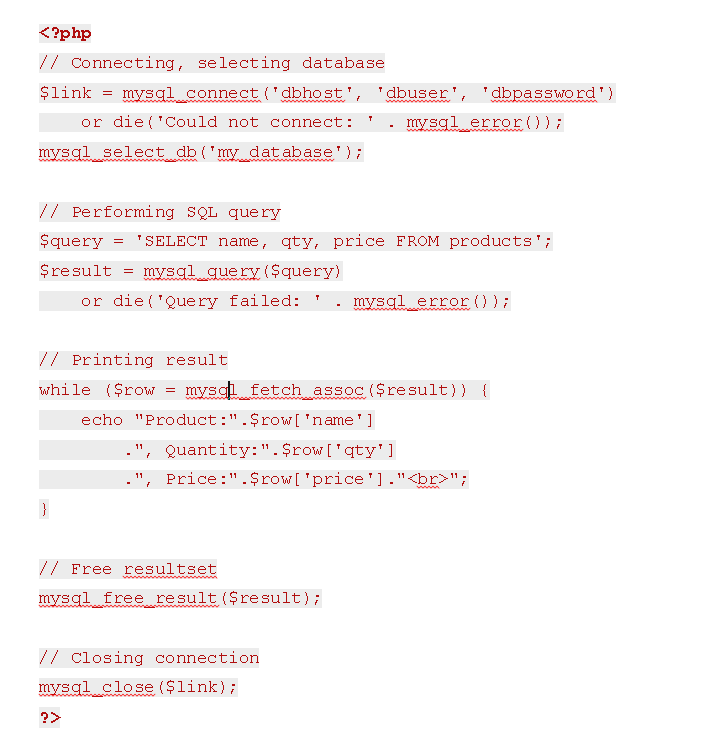 <?php
// Connecting, selecting database
$link = mysql_connect('dbhost', 'dbuser', 'dbpassword')
    or die('Could not connect: ' . mysql_error());
mysql_select_db('my_database');

// Performing SQL query
$query = 'SELECT name, qty, price FROM products';
$result = mysql_query($query)
    or die('Query failed: ' . mysql_error());

// Printing result
while ($row = mysql_fetch_assoc($result)) {
    echo "Product:".$row['name']
        .", Quantity:".$row['qty']
        .", Price:".$row['price']."<br>";
}

// Free resultset
mysql_free_result($result);

// Closing connection
mysql_close($link);
?>